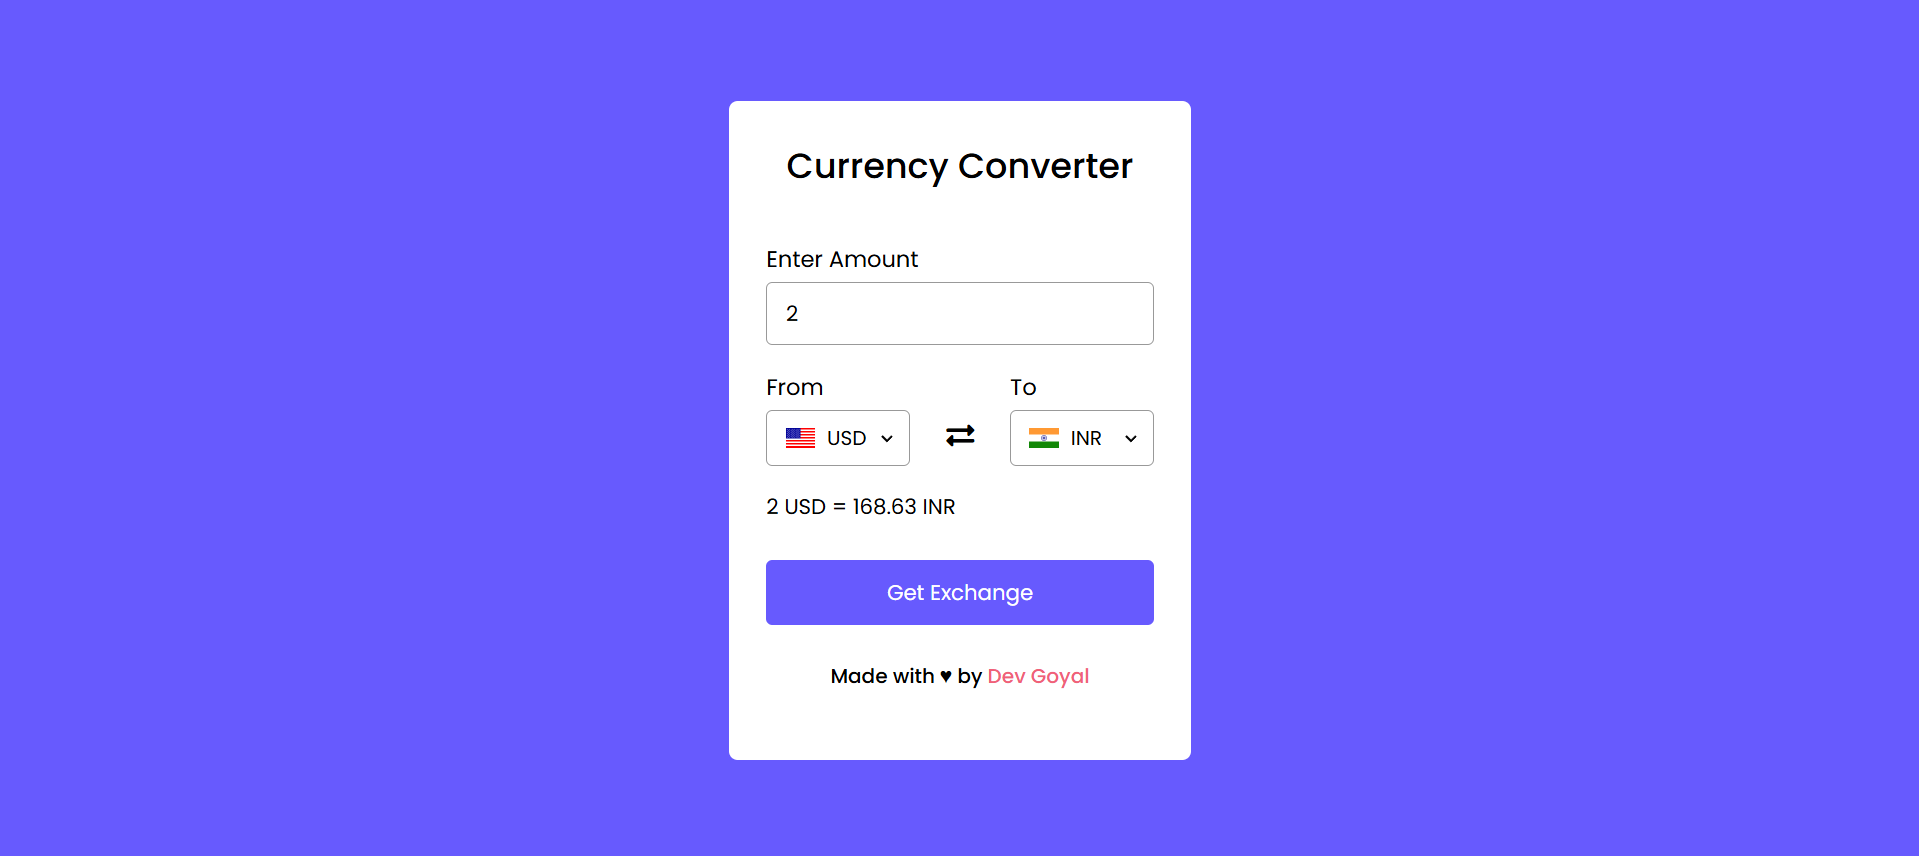 Currency Converter
Enter Amount
2
From To
USD INR
2 USD = 168.63 INR
Get Exchange
Made with ♥ by Dev Goyal